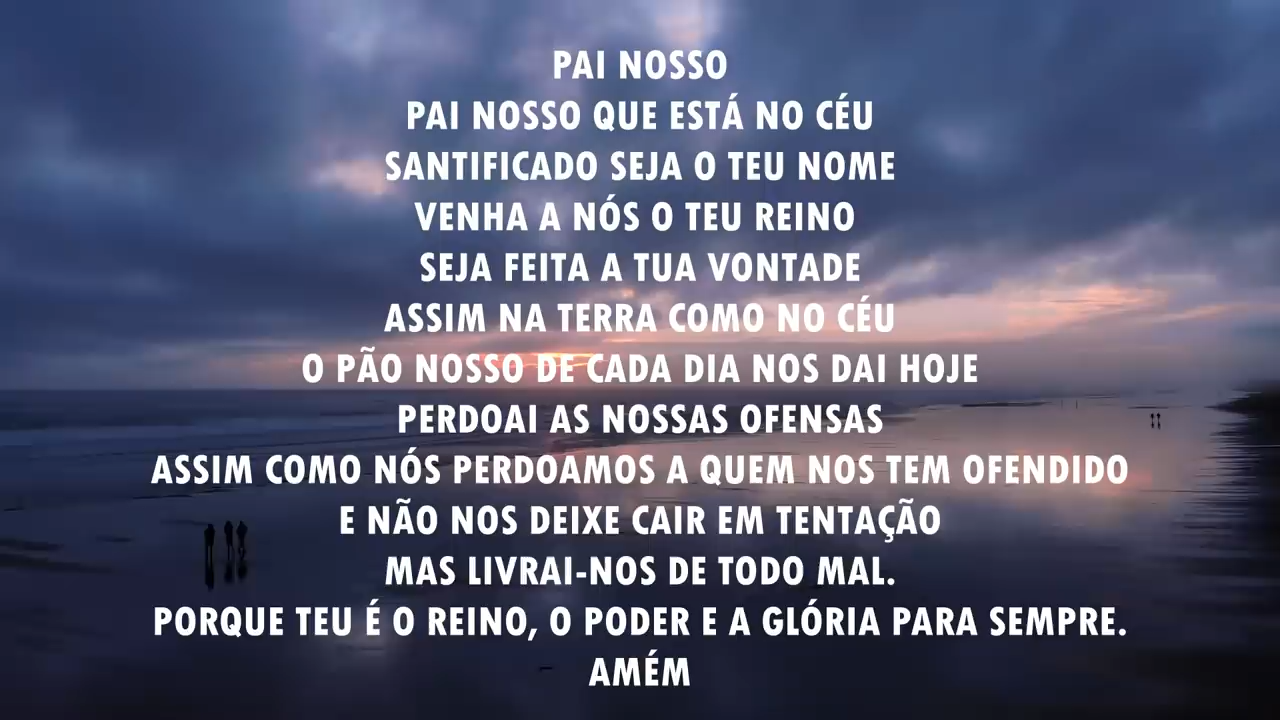 PAI NOSSO
PAI NOSSO QUE ESTÁ NO CÉU
SANTIFICADO SEJA O TEU NOME
VENHA A NÓS O TEU REINO
SEJA FEITA A TUA VONTADE
ASSIM NA TERRA COMO NO CÉU
O PÃO NOSSO DE CADA DIA NOS DAI HOJE
PERDOAI AS NOSSAS OFENSAS
ASSIM COMO NÓS PERDOAMOS A QUEM NOS TEM OFENDIDO
E NÃO NOS DEIXE CAIR EM TENTAÇÃO
MAS LIVRAI-NOS DE TODO MAL.
PORQUE TEU É O REINO, O PODER E A GLÓRIA PARA SEMPRE.
AMÉM